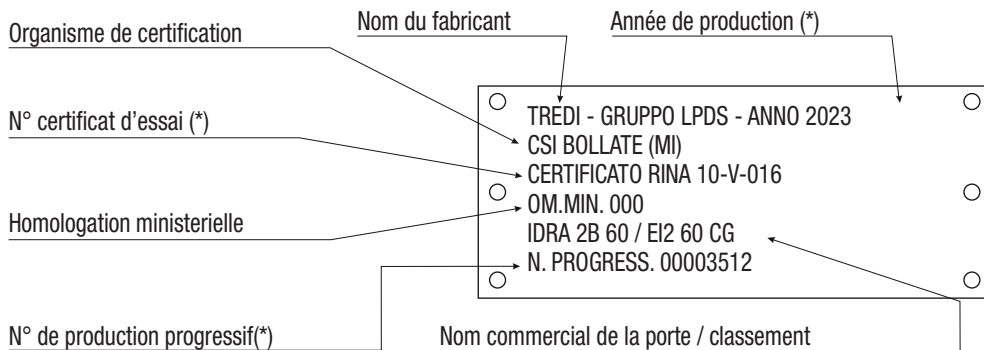 Organisme de certification
Nom du fabricant
Année de production (*)
N° certificat d'essai (*)
Homologation ministerielle
TREDI - GRUPPO LPDS - ANNO 2023
CSI BOLLATE (MI)
CERTIFICATO RINA 10-V-016
OM.MIN. 000
IDRA 2B 60 / EI2 60 CG
N. PROGRESS. 00003512
N° de production progressif(*)
Nom commercial de la porte / classement